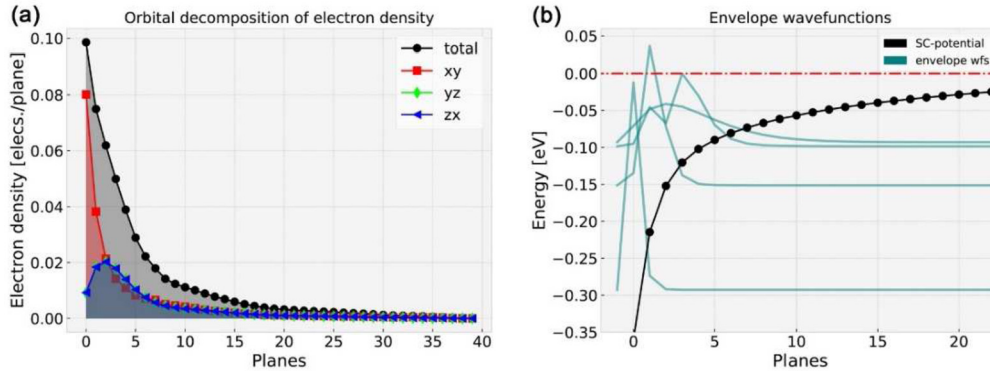 (a)
Orbital decomposition of electron density
Electron density [elecs./plane]
0.10
0.08
0.06
0.04
0.02
0.00
total
xy
yz
zx
0 5 10 15 20 25 30 35 40
Planes
(b)
Envelope wavefunctions
Energy [eV]
0.05
0.00
−0.05
−0.10
−0.15
−0.20
−0.25
−0.30
−0.35
SC-potential
envelope wfs
0 5 10 15 20
Planes